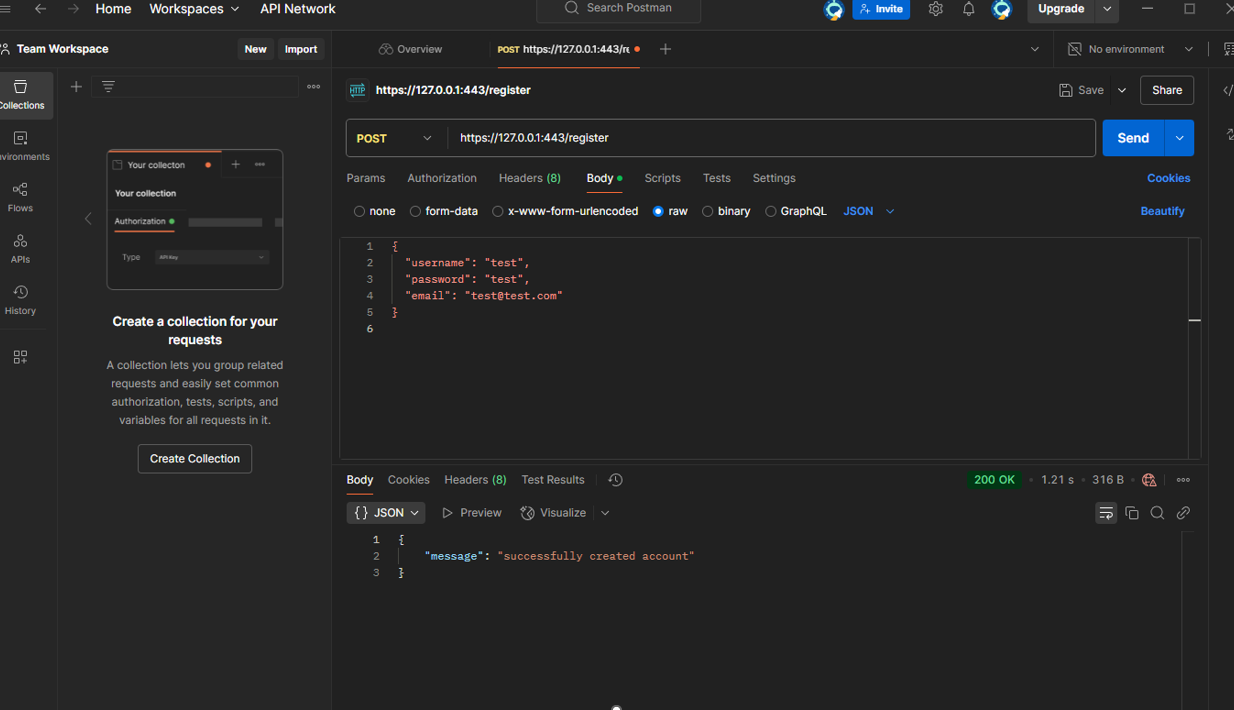 Home Workspaces API Network Search Postman Invite Upgrade
Team Workspace New Import Overview POST https://127.0.0.1:443/re No environment
Collections
Environments
Flows
APIs
History
Your collecton
Your collection
Authorization
Type API Key
Create a collection for your
requests
A collection lets you group related
requests and easily set common
authorization, tests, scripts, and
variables for all requests in it.
Create Collection
HTTP https://127.0.0.1:443/register Save Share
POST https://127.0.0.1:443/register Send
Params Authorization Headers (8) Body Scripts Tests Settings Cookies
none form-data x-www-form-urlencoded raw binary GraphQL JSON Beautify
1 {
2 "username": "test",
3 "password": "test",
4 "email": "test@test.com"
5 }
6
Body Cookies Headers (8) Test Results 200 OK 1.21 s 316 B
{} JSON Preview Visualize
1 {
2 "message": "successfully created account"
3 }